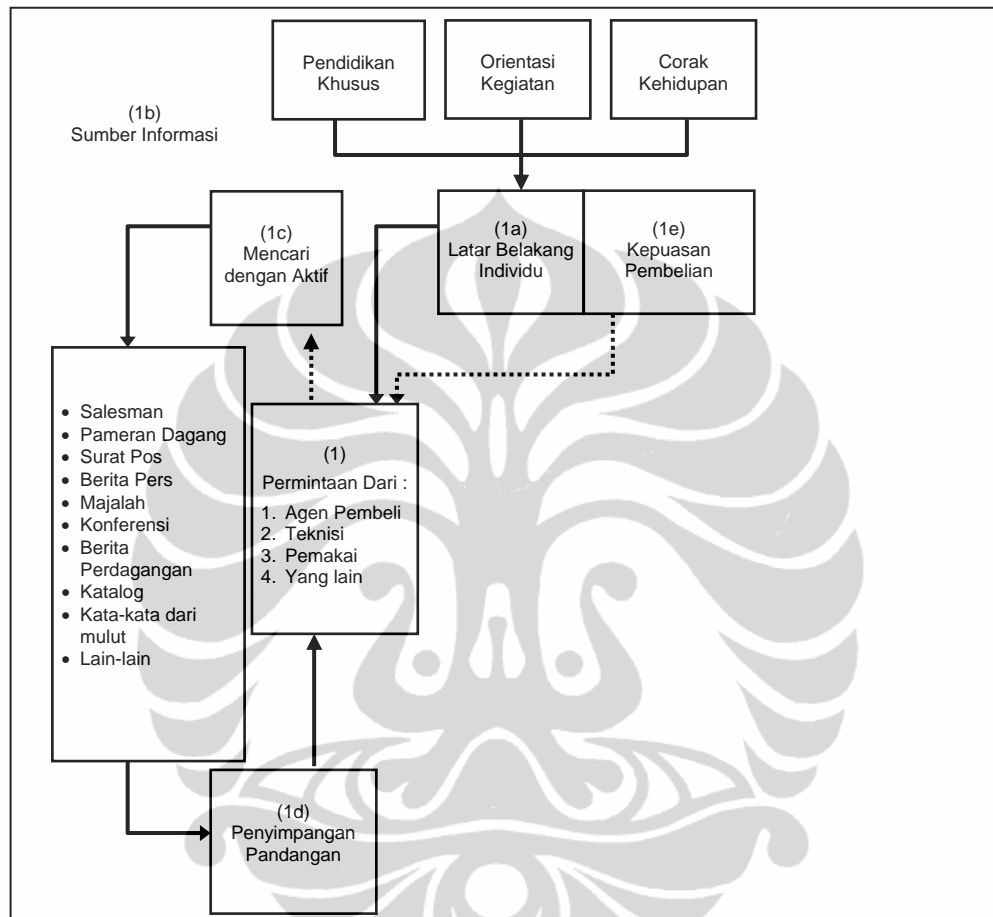 Pendidikan
Khusus
Orientasi
Kegiatan
Corak
Kehidupan
(1b)
Sumber Informasi
(1c)
Mencari
dengan Aktif
(1a)
Latar Belakang
Individu
(1e)
Kepuasan
Pembelian
• Salesman
• Pameran Dagang
• Surat Pos
• Berita Pers
• Majalah
• Konferensi
• Berita
Perdagangan
• Katalog
• Kata-kata dari
mulut
• Lain-lain
(1)
Permintaan Dari :
1. Agen Pembeli
2. Teknisi
3. Pemakai
4. Yang lain
(1d)
Penyimpangan
Pandangan